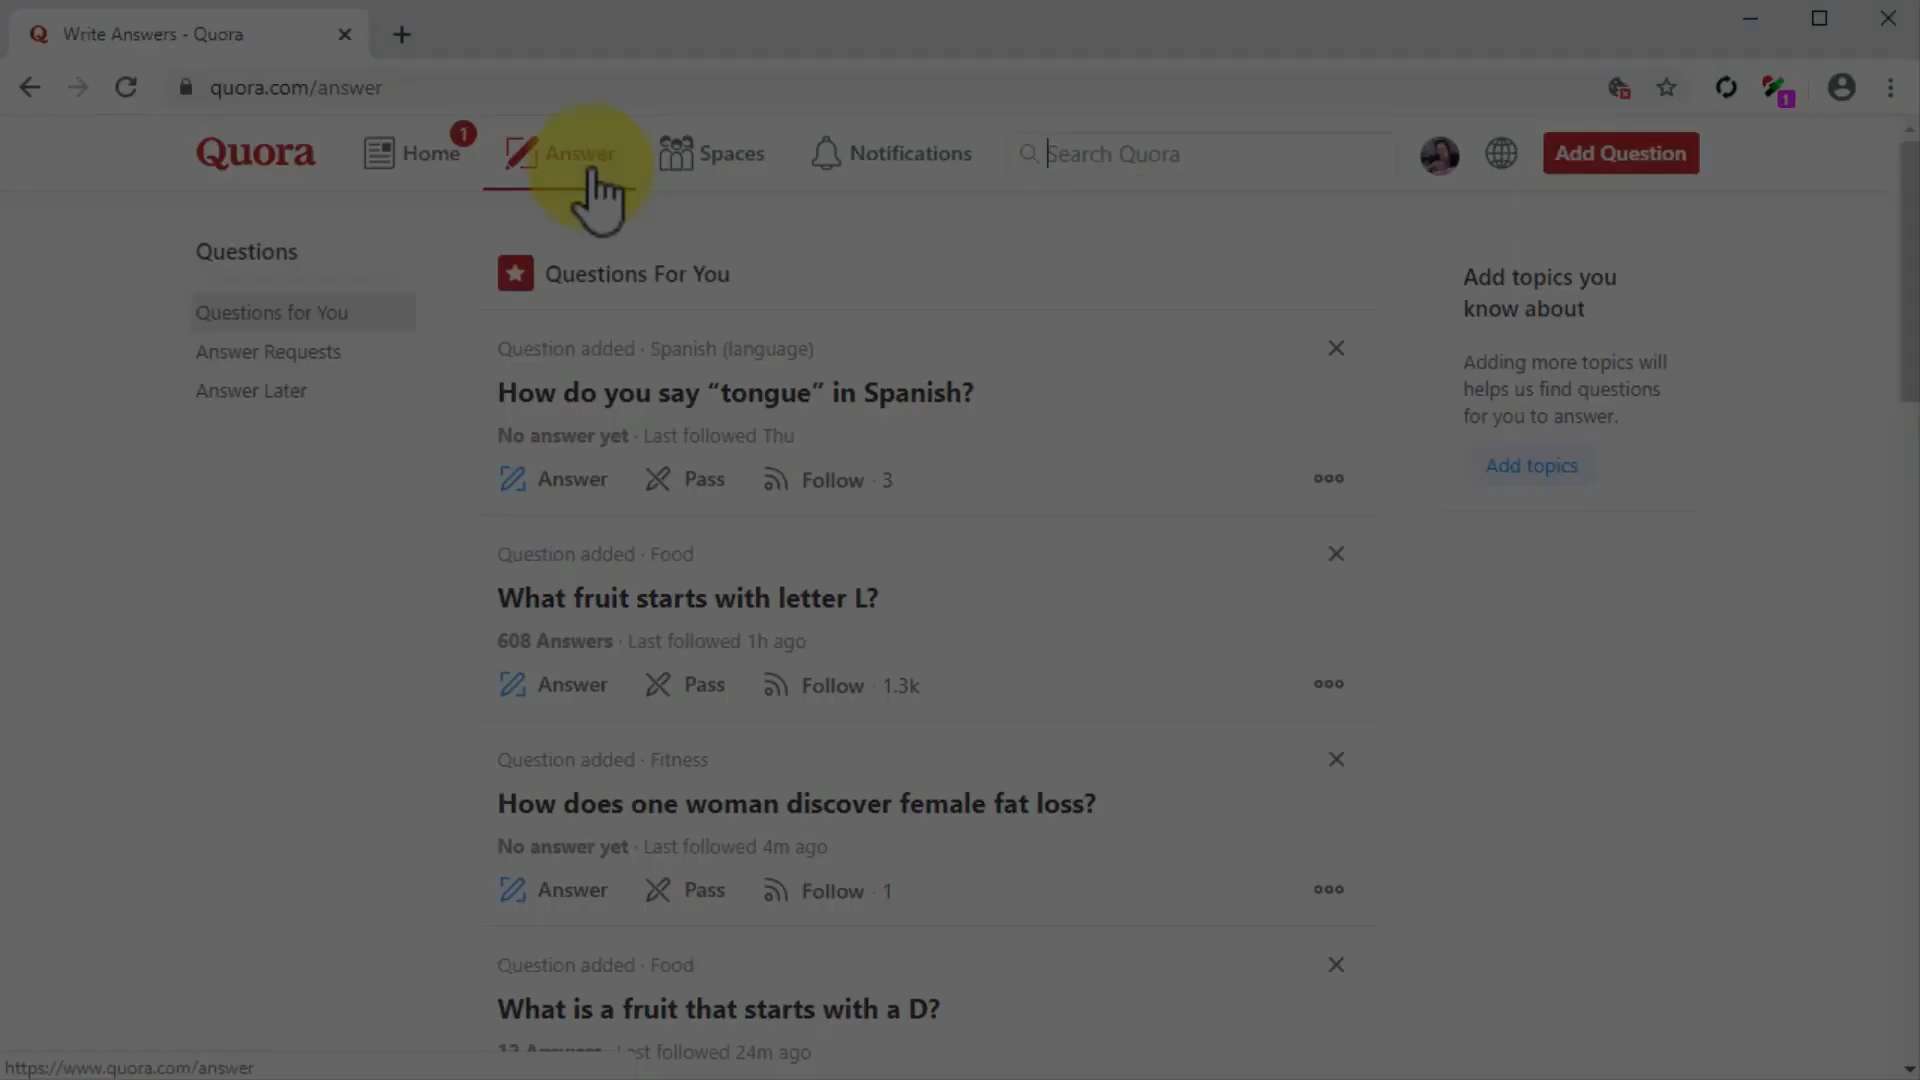 Write Answers - Quora
quora.com/answer
1
Quora
Home
1
Answer
Spaces
Notifications
Search Quora
Add Question
Questions
Questions for You
Answer Requests
Answer Later
Questions For You
Question added · Spanish (language)
How do you say “tongue” in Spanish?
No answer yet · Last followed Thu
Answer
Pass
Follow · 3
Question added · Food
What fruit starts with letter L?
608 Answers · Last followed 1h ago
Answer
Pass
Follow · 1.3k
Question added · Fitness
How does one woman discover female fat loss?
No answer yet · Last followed 4m ago
Answer
Pass
Follow · 1
Question added · Food
What is a fruit that starts with a D?
Last followed 24m ago
Add topics you
know about
Adding more topics will
helps us find questions
for you to answer.
Add topics
https://www.quora.com/answer